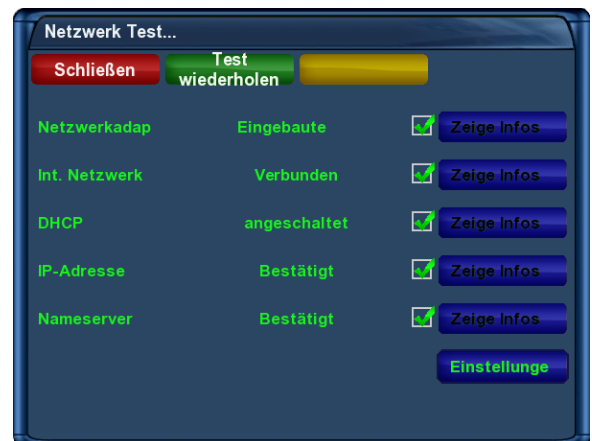 Netzwerk Test...
Schließen
Test
wiederholen
Netzwerkadap Eingebaute Zeige Infos
Int. Netzwerk Verbunden Zeige Infos
DHCP angeschaltet Zeige Infos
IP-Adresse Bestätigt Zeige Infos
Nameserver Bestätigt Zeige Infos
Einstellunge